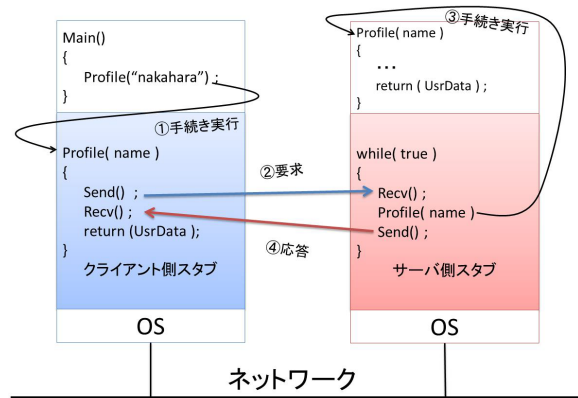 Main()
{
Profile(“nakahara”) ;
}
①手続き実行
Profile( name )
{
Send() ;
Recv() ;
return (UsrData );
}
クライアント側スタブ
OS
②要求
④応答
③手続き実行
Profile( name )
{
...
return ( UsrData ) ;
}
while( true )
{
Recv() ;
Profile( name )
Send() ;
}
サーバ側スタブ
OS
ネットワーク